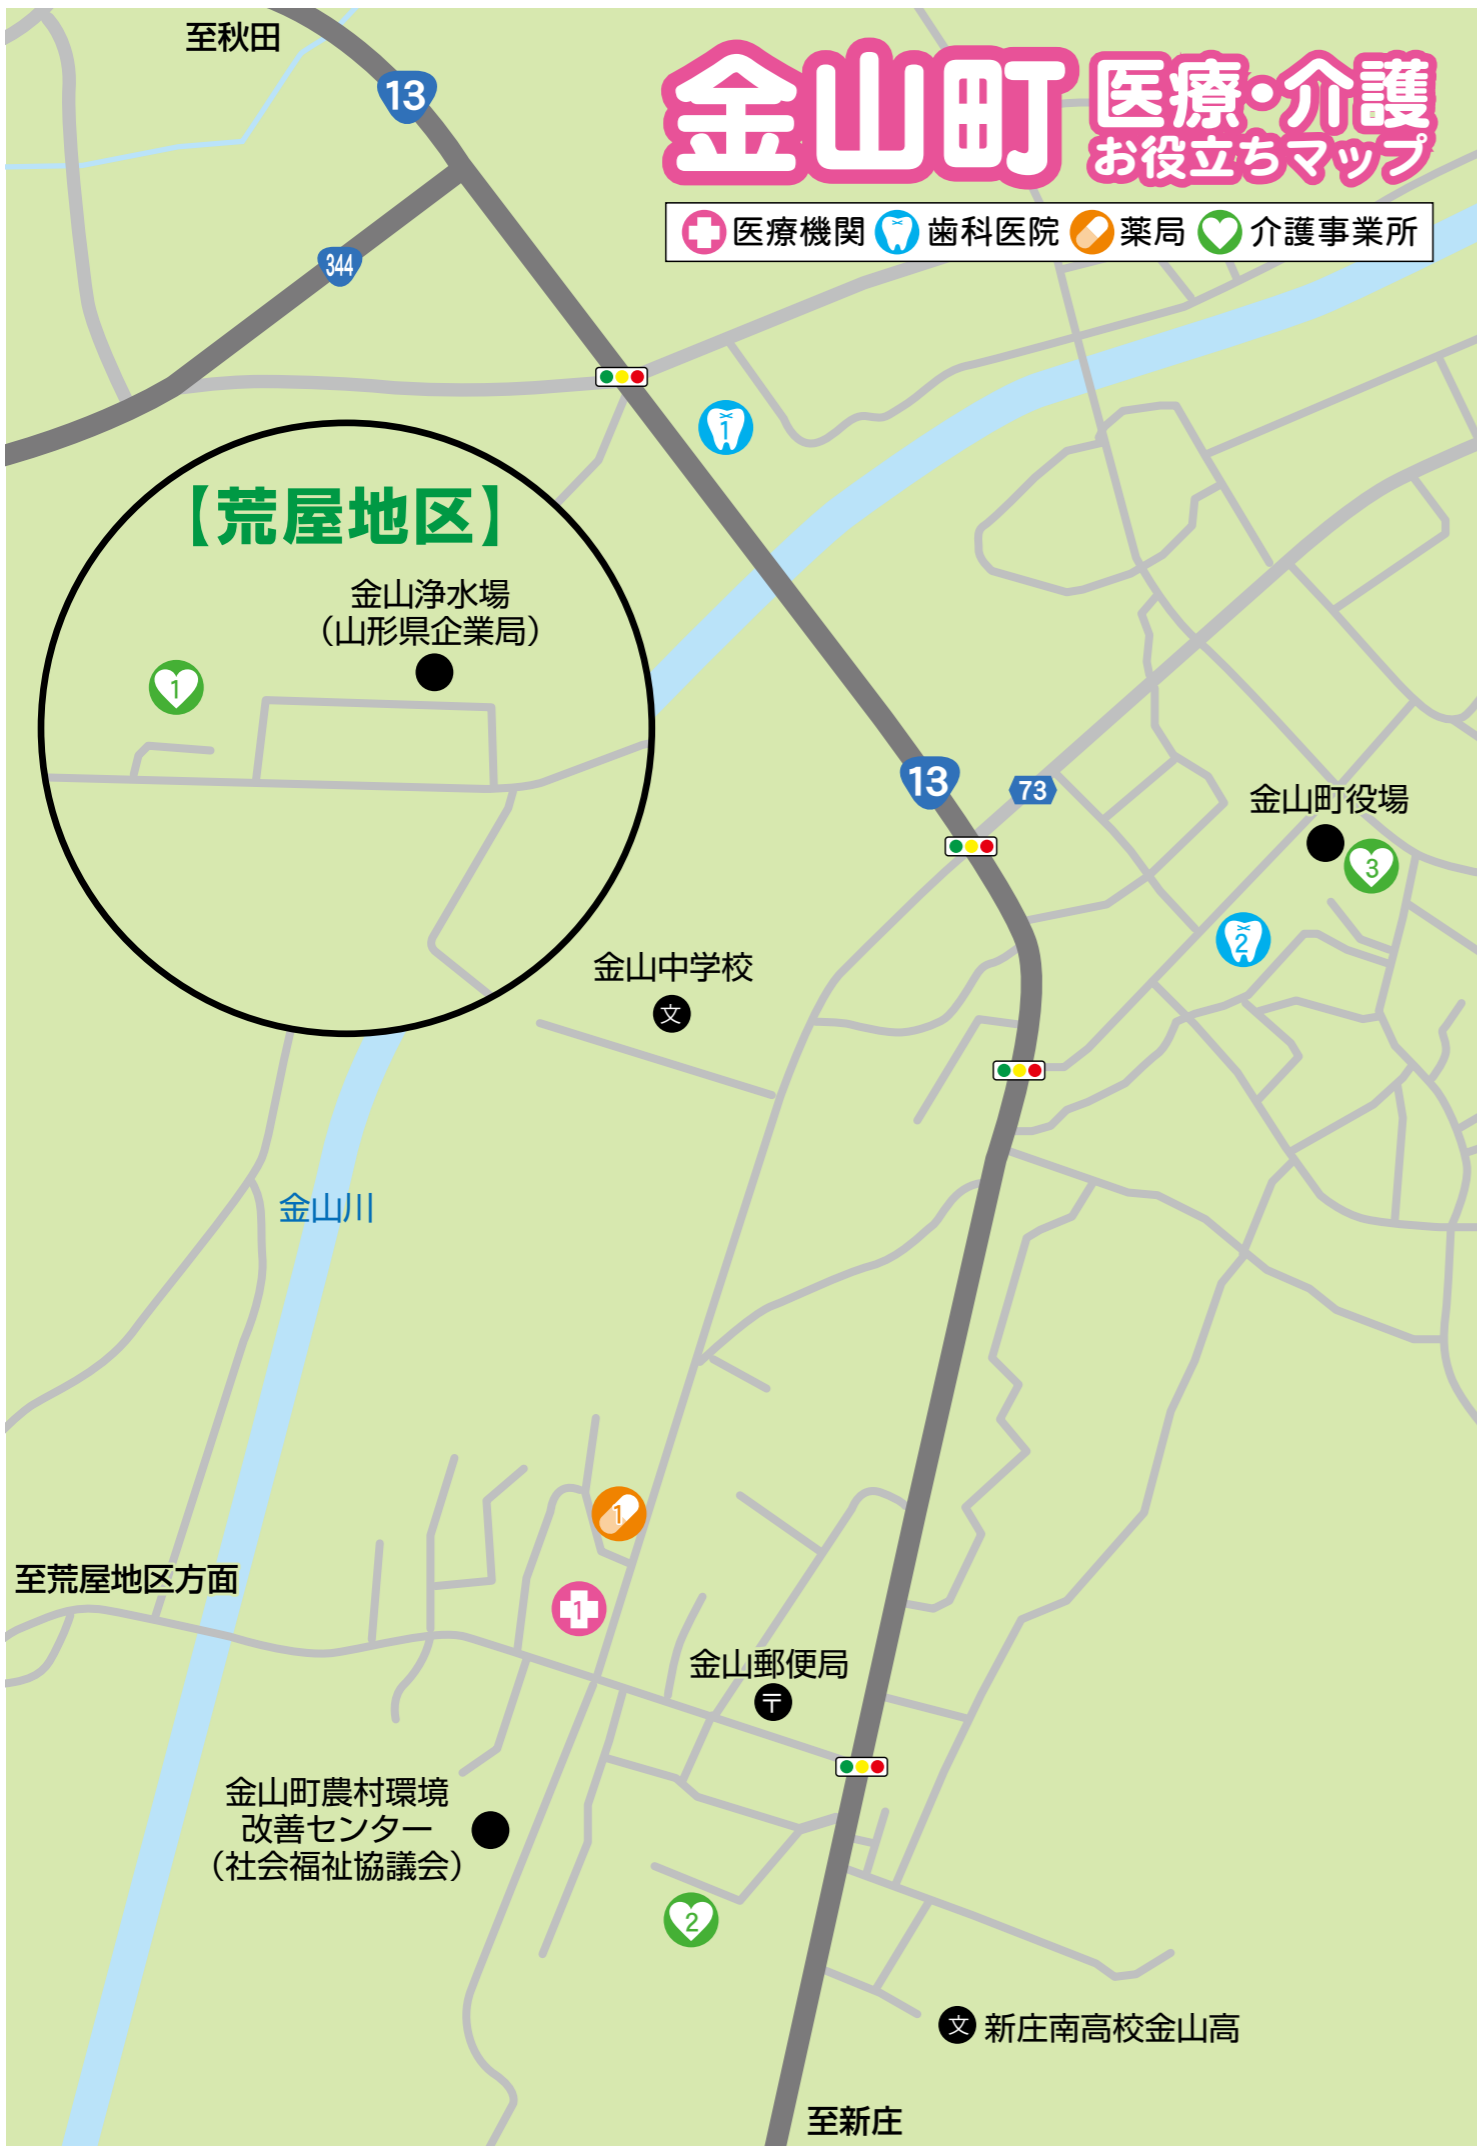 至秋田
金山町 医療・介護
お役立ちマップ
13
医療機関 歯科医院 薬局 介護事業所
344
1
【荒屋地区】
金山浄水場
（山形県企業局）
1
13
73
金山町役場
3
2
金山中学校
文
金山川
1
至荒屋地区方面
1
金山郵便局
〒
金山町農村環境
改善センター
（社会福祉協議会）
2
文 新庄南高校金山高
至新庄